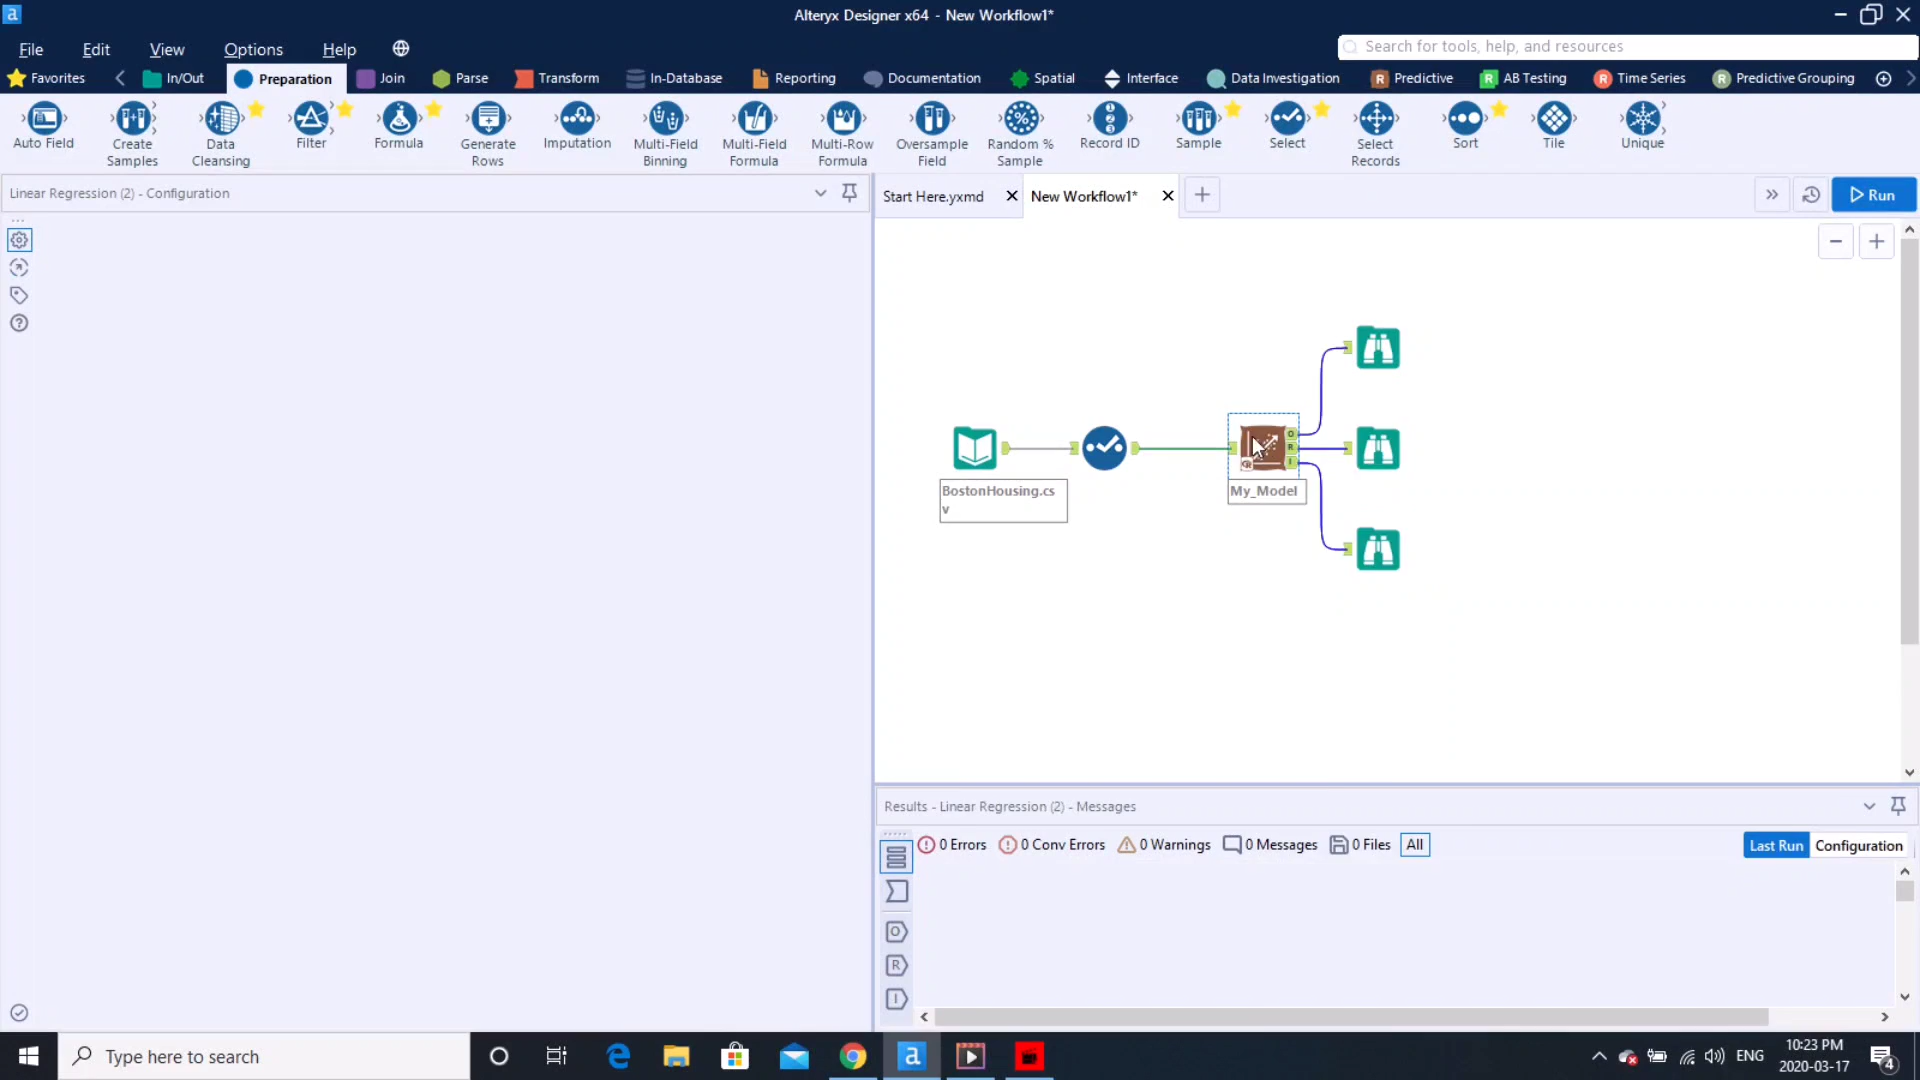 a
Alteryx Designer x64 - New Workflow1*
File Edit View Options Help
Search for tools, help, and resources
Favorites In/Out Preparation Join Parse Transform In-Database Reporting Documentation Spatial Interface Data Investigation R Predictive R AB Testing R Time Series R Predictive Grouping
Auto Field
Create
Samples
Data
Cleansing
Filter
Formula
Generate
Rows
Imputation
Multi-Field
Binning
Multi-Field
Formula
Multi-Row
Formula
Oversample
Field
Random %
Sample
Record ID
Sample
Select
Select
Records
Sort
Tile
Unique
Linear Regression (2) - Configuration
Start Here.yxmd
New Workflow1*
Run
O
R
I
BostonHousing.cs
v
My_Model
Results - Linear Regression (2) - Messages
0 Errors 0 Conv Errors 0 Warnings 0 Messages 0 Files All Last Run Configuration
O
R
I
Type here to search
a
ENG
10:23 PM
2020-03-17
4